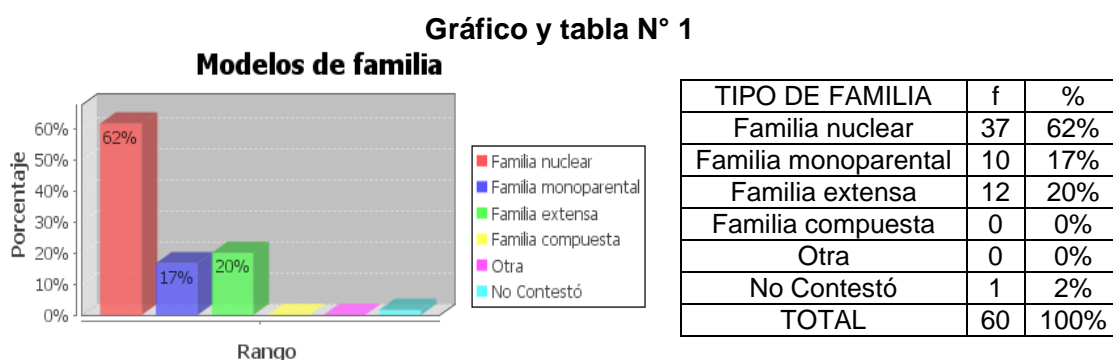 Gráfico y tabla N° 1
Modelos de familia
Porcentaje
60%
50%
40%
30%
20%
10%
0%
62%
17%
20%
Rango
Familia nuclear
Familia monoparental
Familia extensa
Familia compuesta
Otra
No Contestó
TIPO DE FAMILIA f %
Familia nuclear 37 62%
Familia monoparental 10 17%
Familia extensa 12 20%
Familia compuesta 0 0%
Otra 0 0%
No Contestó 1 2%
TOTAL 60 100%